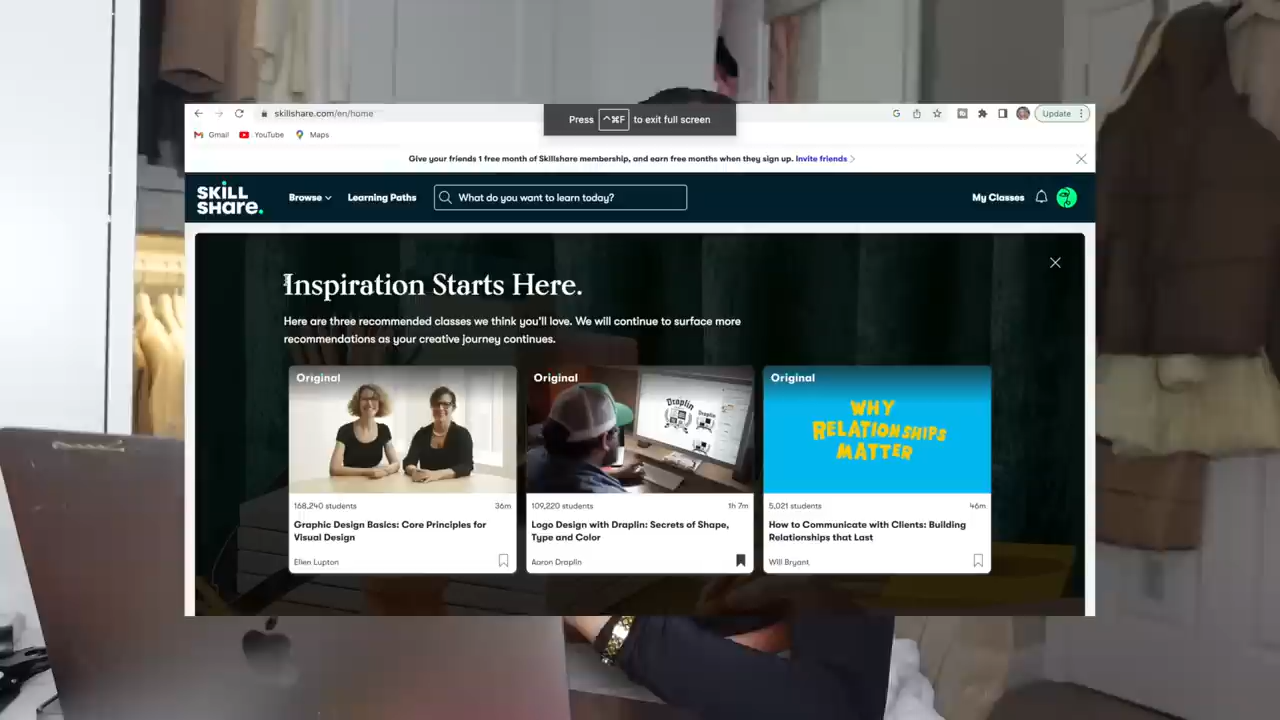 skillshare.com/en/home
Press ^⌘F to exit full screen
Update
Gmail
YouTube
Maps
Give your friends 1 free month of Skillshare membership, and earn free months when they sign up. Invite friends
SKILL
SHARE.
Browse
Learning Paths
What do you want to learn today?
My Classes
Inspiration Starts Here.
Here are three recommended classes we think you'll love. We will continue to surface more
recommendations as your creative journey continues.
Original
168,240 students
36m
Graphic Design Basics: Core Principles for
Visual Design
Ellen Lupton
Original
Draplin
Draplin
109,220 students
1h 7m
Logo Design with Draplin: Secrets of Shape,
Type and Color
Aaron Draplin
Original
WHY
RELATIONSHIPS
MATTER
5,021 students
46m
How to Communicate with Clients: Building
Relationships that Last
Will Bryant